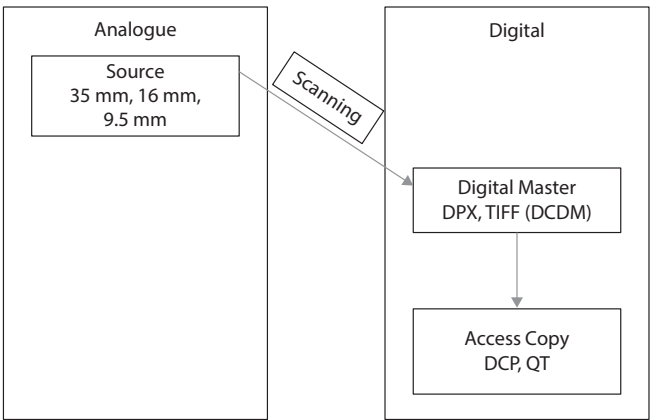 Analogue
Source
35 mm, 16 mm,
9.5 mm
Scanning
Digital
Digital Master
DPX, TIFF (DCDM)
Access Copy
DCP, QT